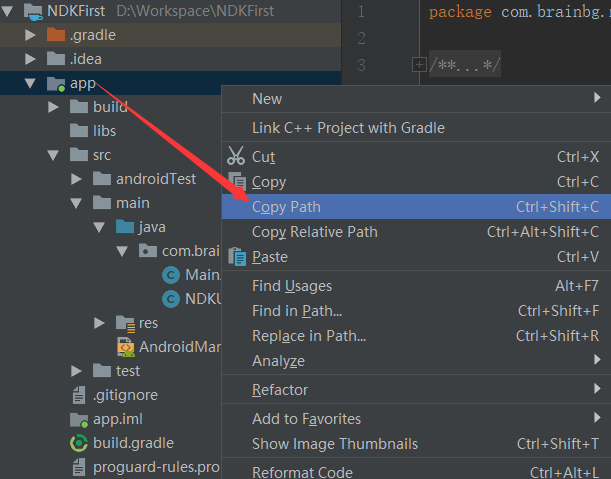 NDKFirst D:\Workspace\NDKFirst
.gradle
.idea
app
build
libs
src
androidTest
main
java
com.brai
Main
NDKU
res
AndroidMar
test
.gitignore
app.iml
build.gradle
proguard-rules.pro
1 package com.brainbg.
2
3 /**...*/
New
Link C++ Project with Gradle
Cut Ctrl+X
Copy Ctrl+C
Copy Path Ctrl+Shift+C
Copy Relative Path Ctrl+Alt+Shift+C
Paste Ctrl+V
Find Usages Alt+F7
Find in Path... Ctrl+Shift+F
Replace in Path... Ctrl+Shift+R
Analyze
Refactor
Add to Favorites
Show Image Thumbnails Ctrl+Shift+T
Reformat Code Ctrl+Alt+L